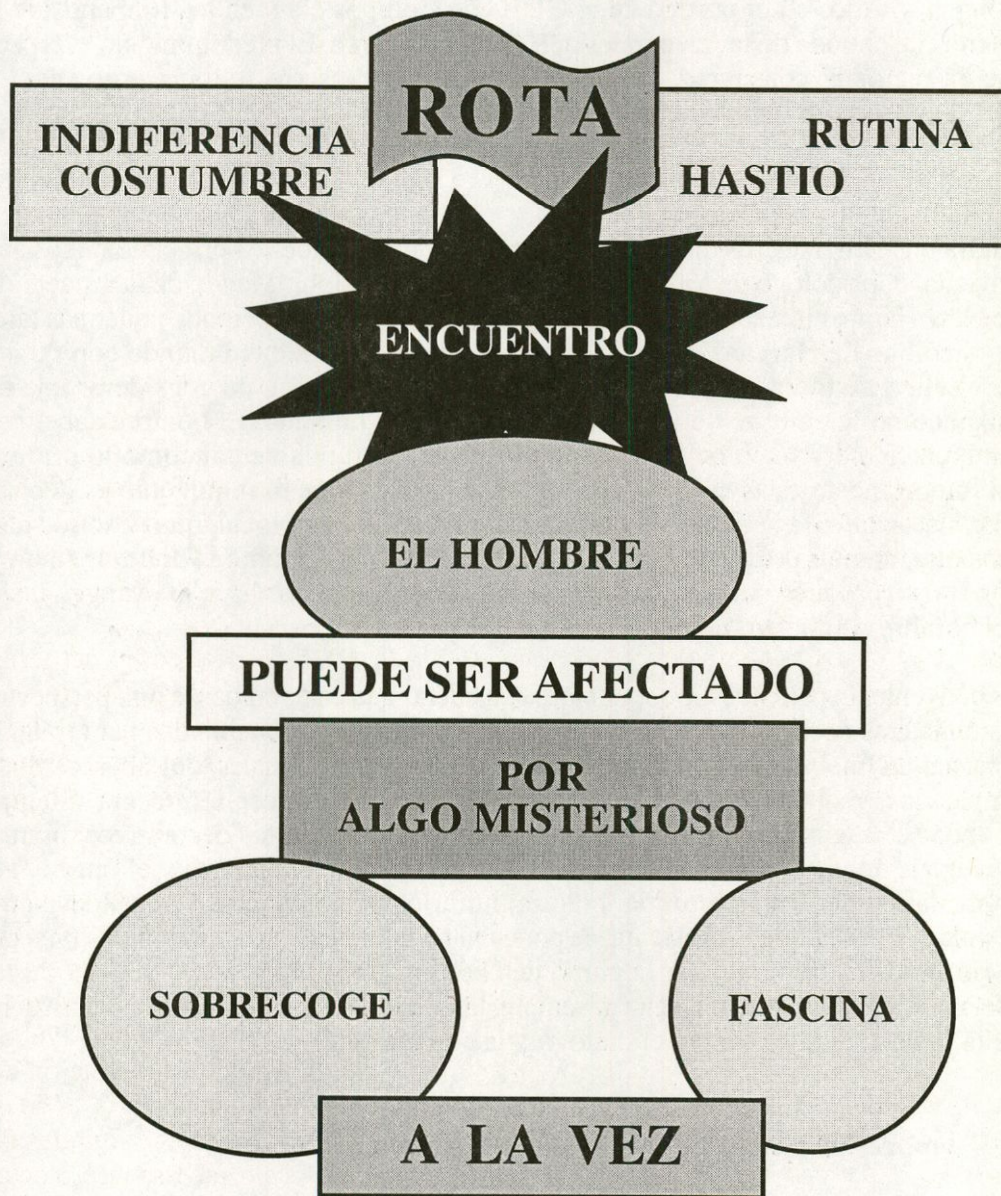 ROTA
INDIFERENCIA
COSTUMBRE
RUTINA
HASTIO
ENCUENTRO
EL HOMBRE
PUEDE SER AFECTADO
POR
ALGO MISTERIOSO
SOBRECOGE
FASCINA
A LA VEZ